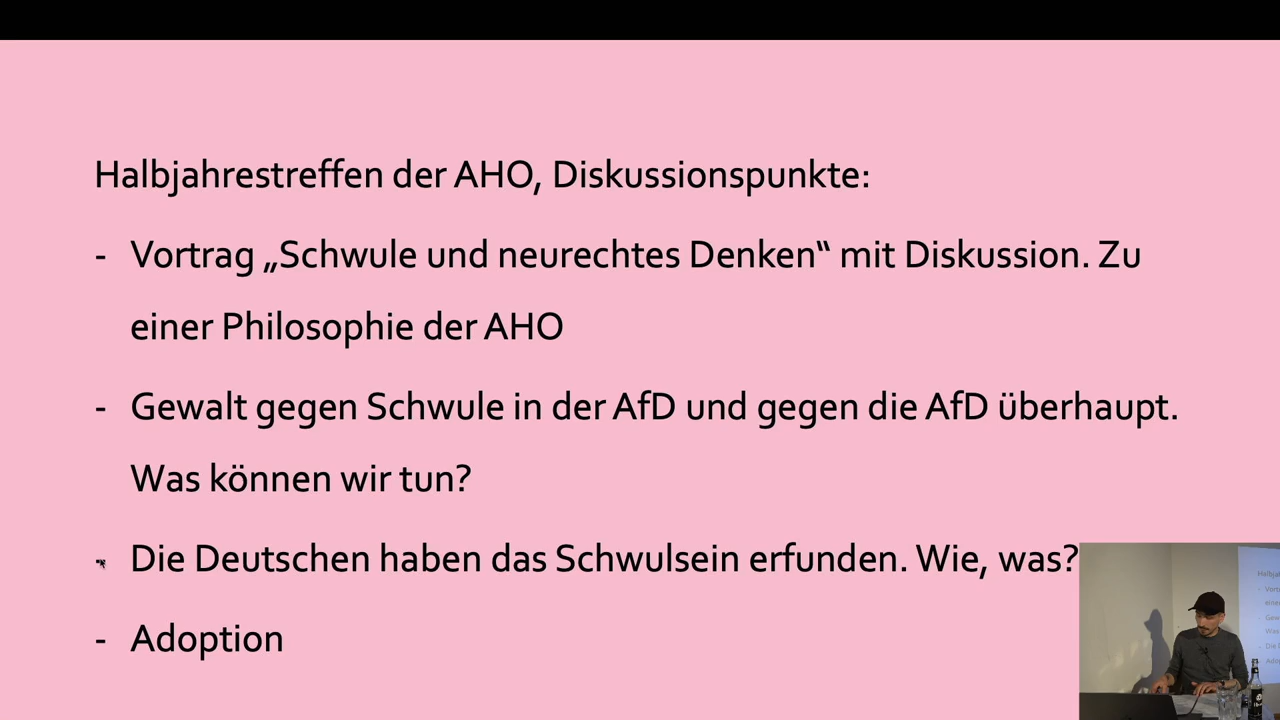 Halbjahrestreffen der AHO, Diskussionspunkte:
- Vortrag „Schwule und neurechtes Denken“ mit Diskussion. Zu
einer Philosophie der AHO
- Gewalt gegen Schwule in der AfD und gegen die AfD überhaupt.
Was können wir tun?
- Die Deutschen haben das Schwulsein erfunden. Wie, was?
- Adoption